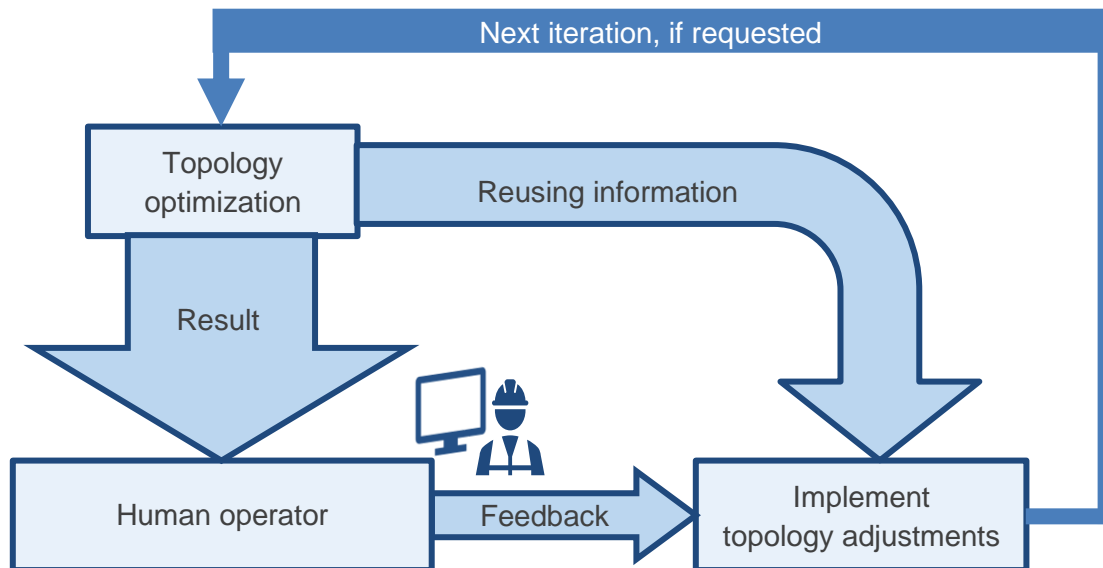 Next iteration, if requested
Topology
optimization
Reusing information
Result
Human operator
Feedback
Implement
topology adjustments